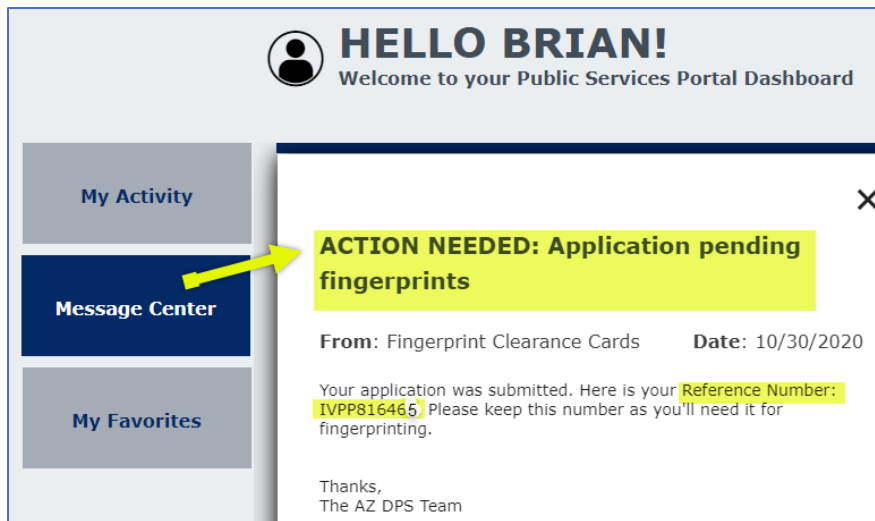 HELLO BRIAN!
Welcome to your Public Services Portal Dashboard
My Activity
Message Center
My Favorites
ACTION NEEDED: Application pending
fingerprints
From: Fingerprint Clearance Cards Date: 10/30/2020
Your application was submitted. Here is your Reference Number:
IVPP816465. Please keep this number as you'll need it for
fingerprinting.
Thanks,
The AZ DPS Team